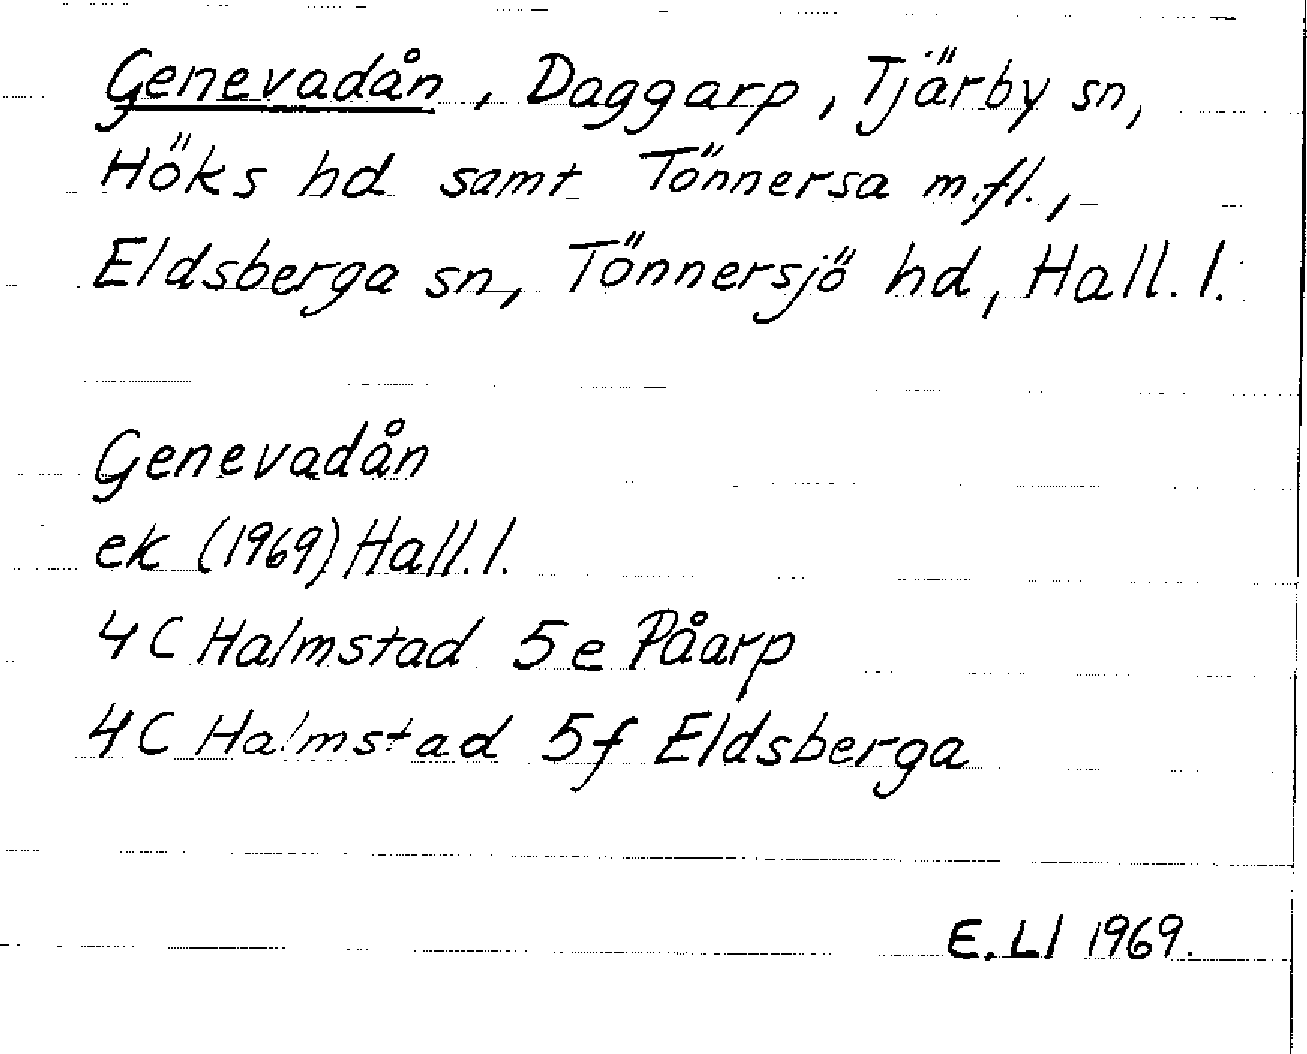 Genevadån, Daggarp, Tjärby sn,
Höks hd samt Tönnersa m.fl.,
Eldsberga sn, Tönnersjö hd, Hall. l.
Genevadån
ek (1969) Hall. l.
4C Halmstad 5e Påarp
4C Halmstad 5f Eldsberga
E. Ll 1969.